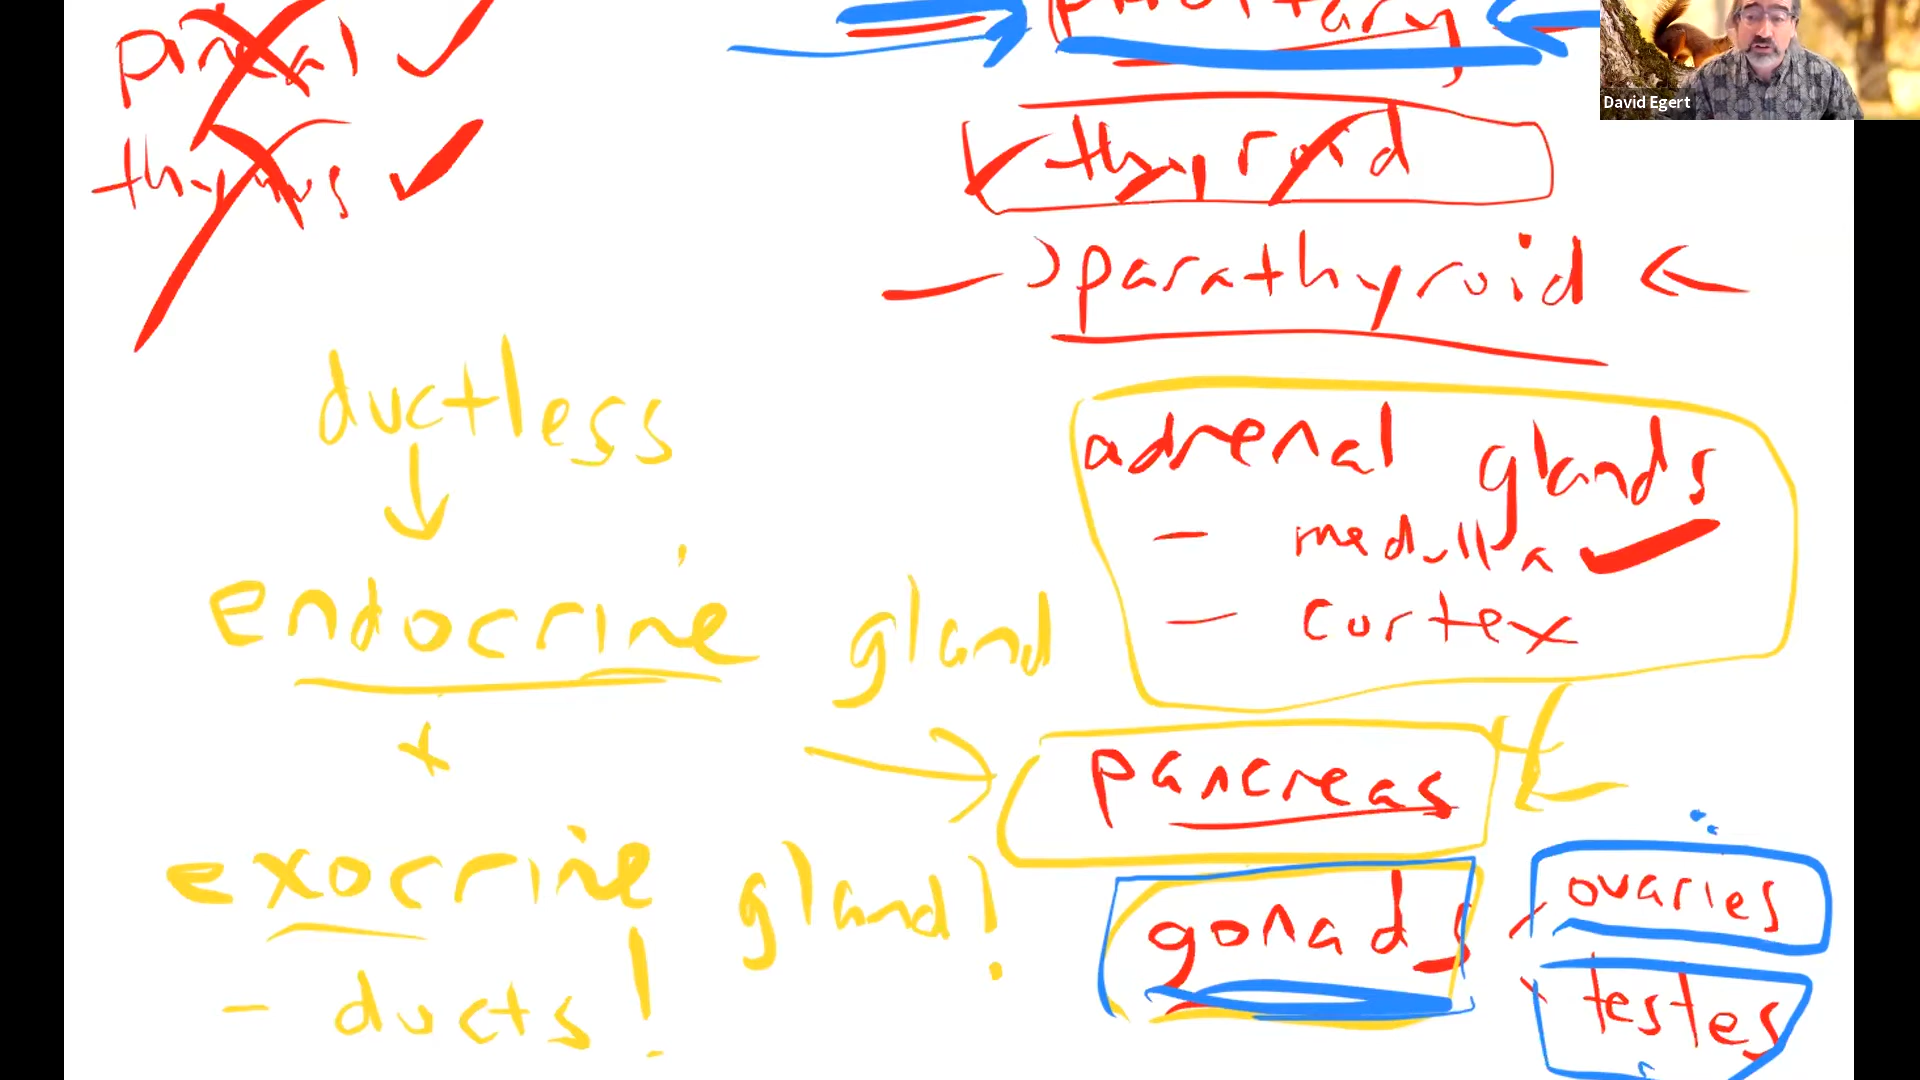 pineal
thymus
pituitary
David Egert
thyroid
parathyroid
ductless
endocrine gland
exocrine gland!
- ducts!
adrenal glands
- medulla
- cortex
pancreas
gonads
ovaries
testes